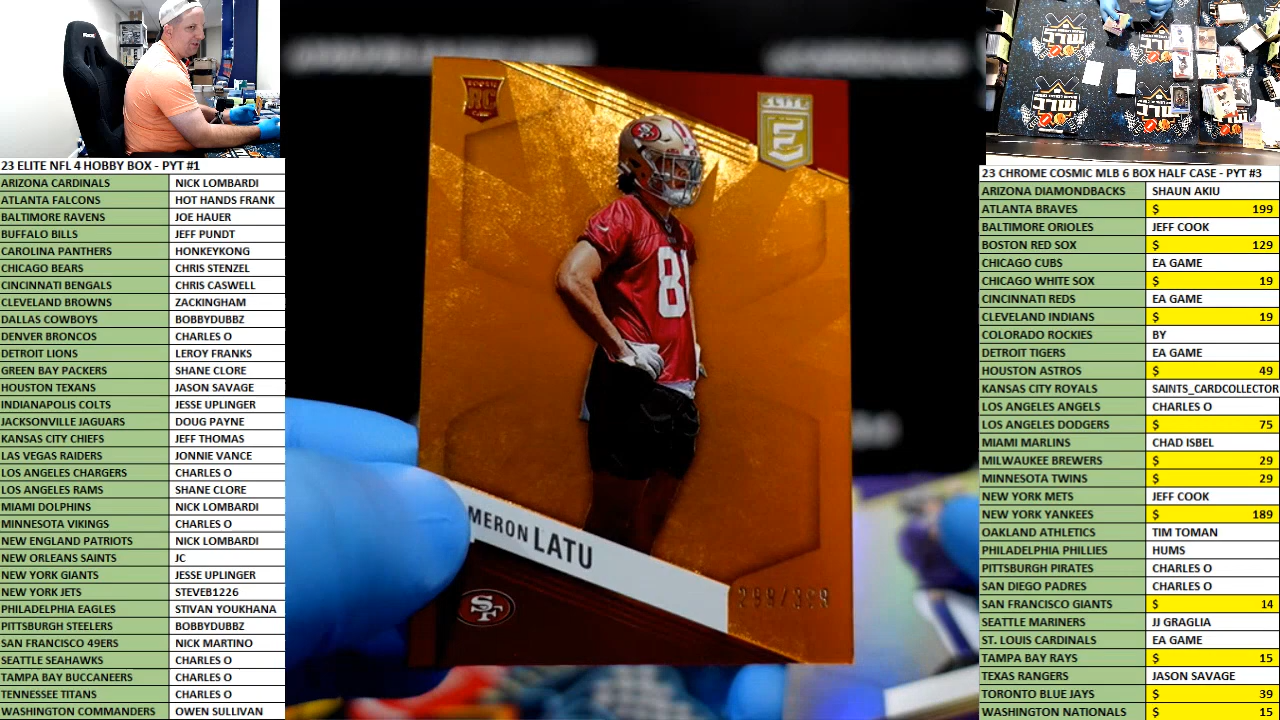 23 ELITE NFL 4 HOBBY BOX - PYT #1
ARIZONA CARDINALS NICK LOMBARDI
ATLANTA FALCONS HOT HANDS FRANK
BALTIMORE RAVENS JOE HAUER
BUFFALO BILLS JEFF PUNDT
CAROLINA PANTHERS HONKEYKONG
CHICAGO BEARS CHRIS STENZEL
CINCINNATI BENGALS CHRIS CASWELL
CLEVELAND BROWNS ZACKINGHAM
DALLAS COWBOYS BOBBYDUBBZ
DENVER BRONCOS CHARLES O
DETROIT LIONS LEROY FRANKS
GREEN BAY PACKERS SHANE CLORE
HOUSTON TEXANS JASON SAVAGE
INDIANAPOLIS COLTS JESSE UPLINGER
JACKSONVILLE JAGUARS DOUG PAYNE
KANSAS CITY CHIEFS JEFF THOMAS
LAS VEGAS RAIDERS JONNIE VANCE
LOS ANGELES CHARGERS CHARLES O
LOS ANGELES RAMS SHANE CLORE
MIAMI DOLPHINS NICK LOMBARDI
MINNESOTA VIKINGS CHARLES O
NEW ENGLAND PATRIOTS NICK LOMBARDI
NEW ORLEANS SAINTS JC
NEW YORK GIANTS JESSE UPLINGER
NEW YORK JETS STEVEB1226
PHILADELPHIA EAGLES STIVAN YOUKHANA
PITTSBURGH STEELERS BOBBYDUBBZ
SAN FRANCISCO 49ERS NICK MARTINO
SEATTLE SEAHAWKS CHARLES O
TAMPA BAY BUCCANEERS CHARLES O
TENNESSEE TITANS CHARLES O
WASHINGTON COMMANDERS OWEN SULLIVAN
RC
ELITE
E
8
MERON LATU
SF
299/399
23 CHROME COSMIC MLB 6 BOX HALF CASE - PYT #3
ARIZONA DIAMONDBACKS SHAUN AKIU
ATLANTA BRAVES $ 199
BALTIMORE ORIOLES JEFF COOK
BOSTON RED SOX $ 129
CHICAGO CUBS EA GAME
CHICAGO WHITE SOX $ 19
CINCINNATI REDS EA GAME
CLEVELAND INDIANS $ 19
COLORADO ROCKIES BY
DETROIT TIGERS EA GAME
HOUSTON ASTROS $ 49
KANSAS CITY ROYALS SAINTS_CARDCOLLECTOR
LOS ANGELES ANGELS CHARLES O
LOS ANGELES DODGERS $ 75
MIAMI MARLINS CHAD ISBEL
MILWAUKEE BREWERS $ 29
MINNESOTA TWINS $ 29
NEW YORK METS JEFF COOK
NEW YORK YANKEES $ 189
OAKLAND ATHLETICS TIM TOMAN
PHILADELPHIA PHILLIES HUMS
PITTSBURGH PIRATES CHARLES O
SAN DIEGO PADRES CHARLES O
SAN FRANCISCO GIANTS $ 14
SEATTLE MARINERS JJ GRAGLIA
ST. LOUIS CARDINALS EA GAME
TAMPA BAY RAYS $ 15
TEXAS RANGERS JASON SAVAGE
TORONTO BLUE JAYS $ 39
WASHINGTON NATIONALS $ 15